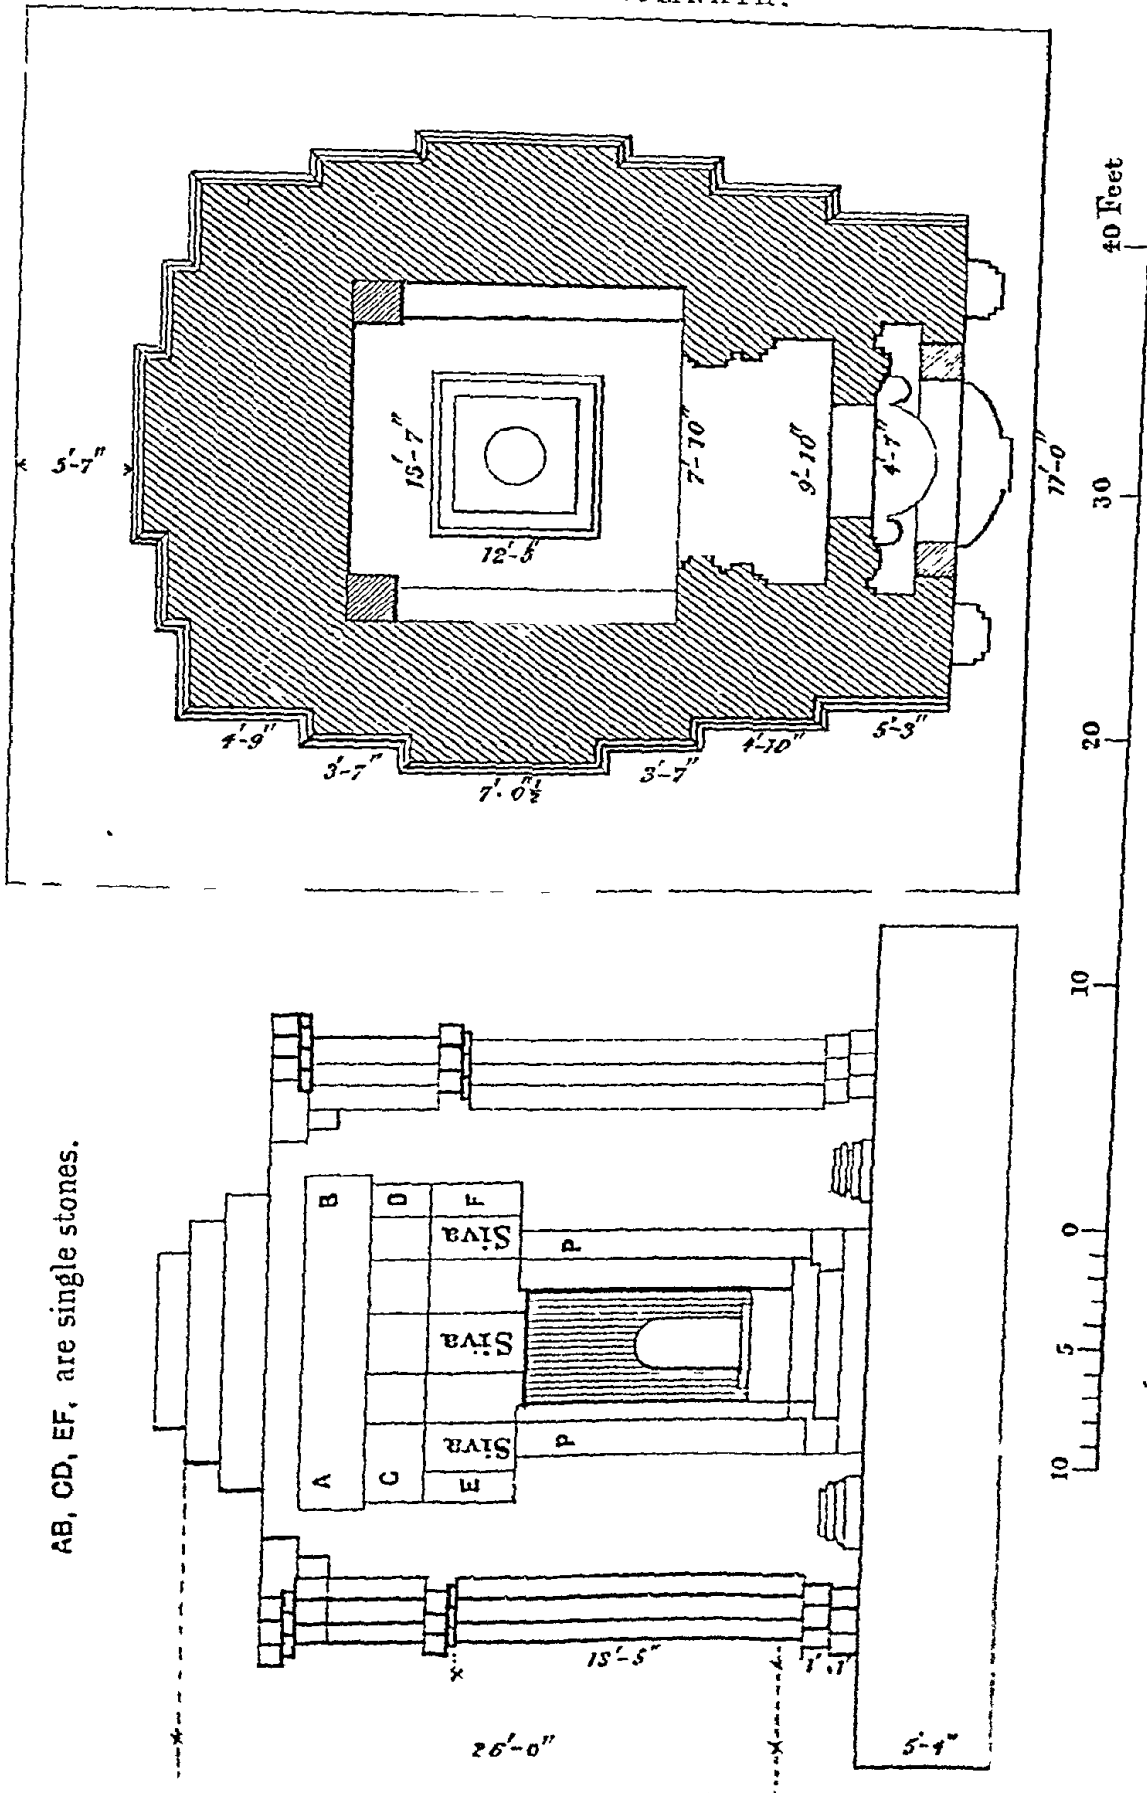 AB, CD, EF, are single stones.
5'-7"
15'-7"
12'-5"
7'-10"
9'-10"
4'-7"
11'-0"
4'-9"
3'-7"
7'-0"½
3'-7"
4'-10"
5'-3"
A
B
C
D
E
Siva
Siva
Siva
F
P
P
26'-0"
15'-5"
1'
1'
5'-4"
10
5
0
10
20
30
40 Feet